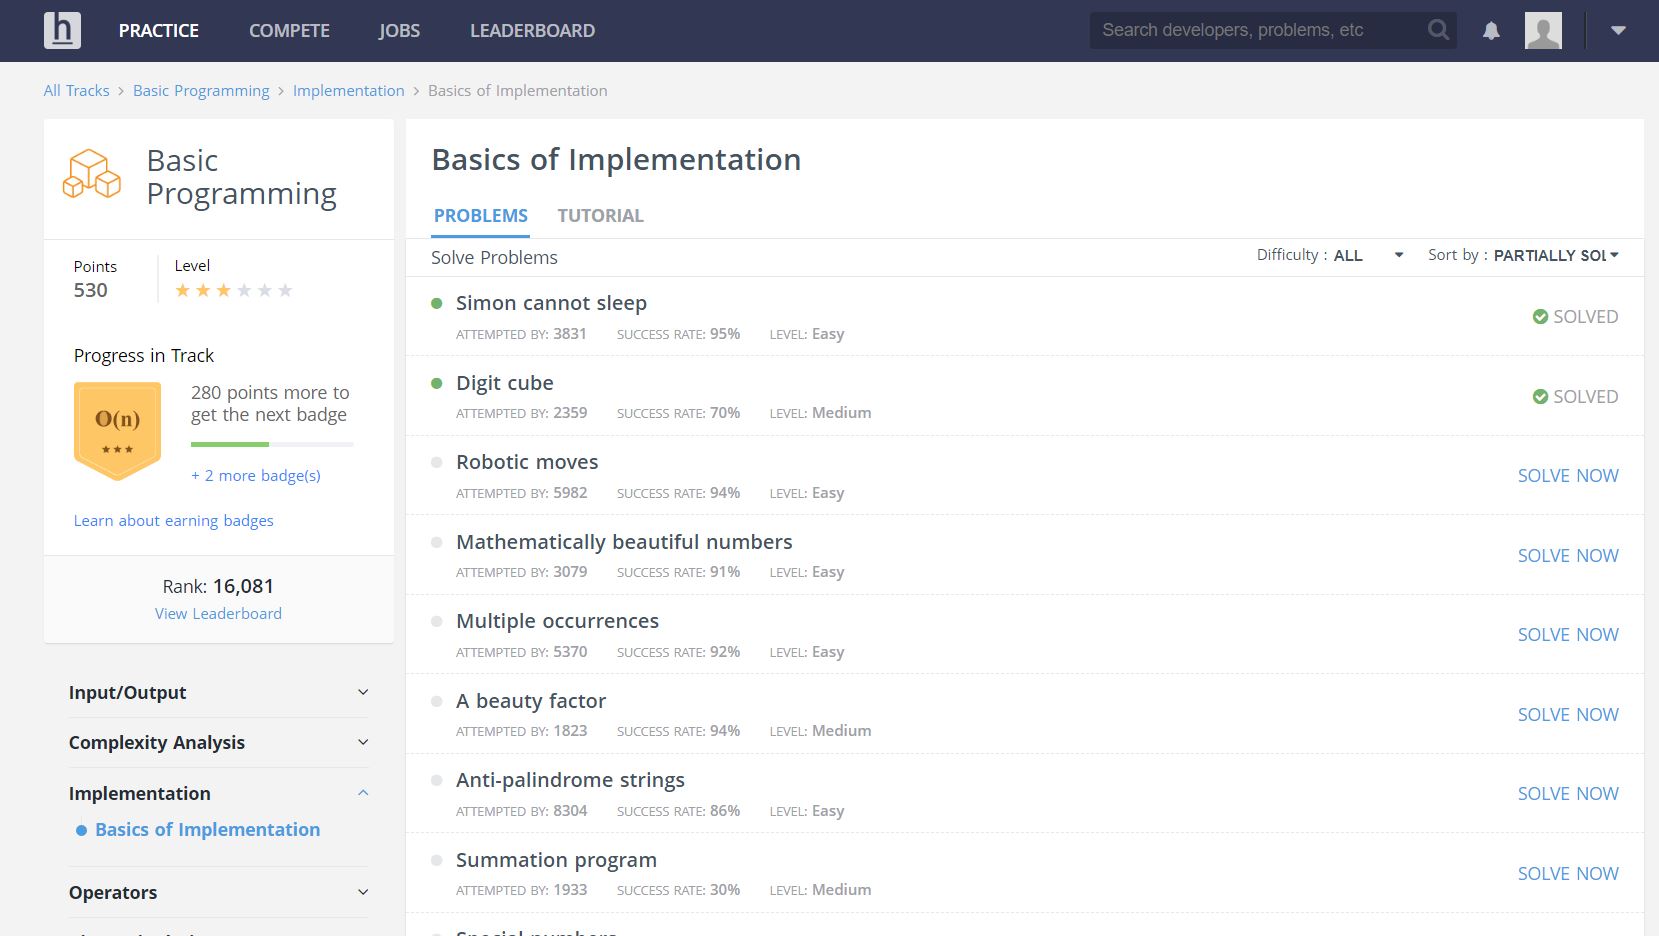 h PRACTICE COMPETE JOBS LEADERBOARD Search developers, problems, etc
All Tracks > Basic Programming > Implementation > Basics of Implementation
Basic
Programming
Points
530
Level
Progress in Track
O(n)
280 points more to
get the next badge
+ 2 more badge(s)
Learn about earning badges
Rank: 16,081
View Leaderboard
Input/Output
Complexity Analysis
Implementation
Basics of Implementation
Operators
Basics of Implementation
PROBLEMS TUTORIAL
Solve Problems Difficulty : ALL Sort by : PARTIALLY SOL
Simon cannot sleep
ATTEMPTED BY: 3831 SUCCESS RATE: 95% LEVEL: Easy
SOLVED
Digit cube
ATTEMPTED BY: 2359 SUCCESS RATE: 70% LEVEL: Medium
SOLVED
Robotic moves
ATTEMPTED BY: 5982 SUCCESS RATE: 94% LEVEL: Easy
SOLVE NOW
Mathematically beautiful numbers
ATTEMPTED BY: 3079 SUCCESS RATE: 91% LEVEL: Easy
SOLVE NOW
Multiple occurrences
ATTEMPTED BY: 5370 SUCCESS RATE: 92% LEVEL: Easy
SOLVE NOW
A beauty factor
ATTEMPTED BY: 1823 SUCCESS RATE: 94% LEVEL: Medium
SOLVE NOW
Anti-palindrome strings
ATTEMPTED BY: 8304 SUCCESS RATE: 86% LEVEL: Easy
SOLVE NOW
Summation program
ATTEMPTED BY: 1933 SUCCESS RATE: 30% LEVEL: Medium
SOLVE NOW
Special numbers